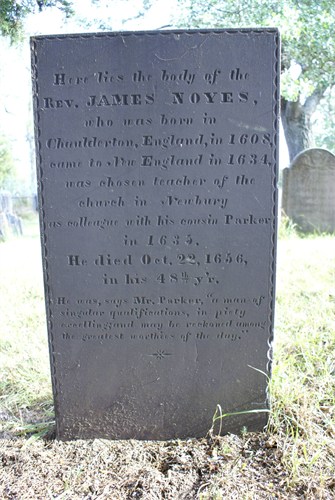 Here lies the body of the
Rev. JAMES NOYES,
who was born in
Chaulderton, England, in 1608,
came to New England in 1634,
was chosen teacher of the
church in Newbury
as colleague with his cousin Parker
in 1635.
He died Oct. 22, 1656,
in his 48th y'r.
He was, says Mr. Parker, "a man of
singular qualifications, in piety
excelling and may be reckoned among
the greatest worthies of the day."